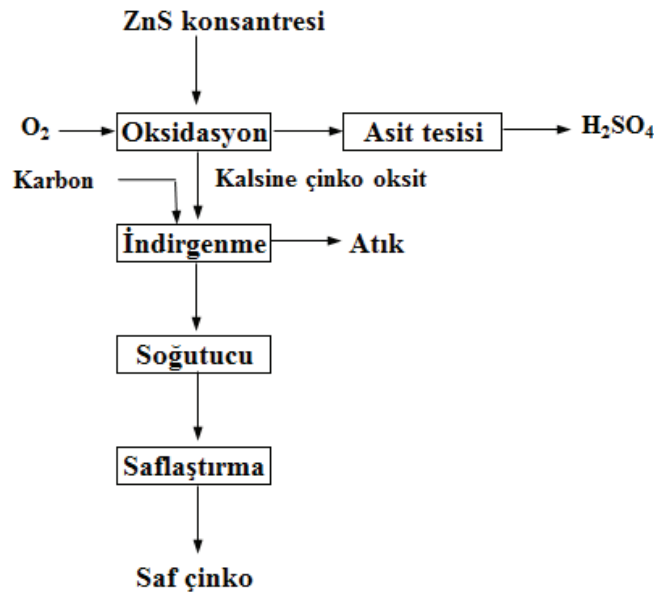 ZnS konsantresi
O₂
Oksidasyon
Asit tesisi
H₂SO₄
Karbon
Kalsine çinko oksit
İndirgenme
Atık
Soğutucu
Saflaştırma
Saf çinko